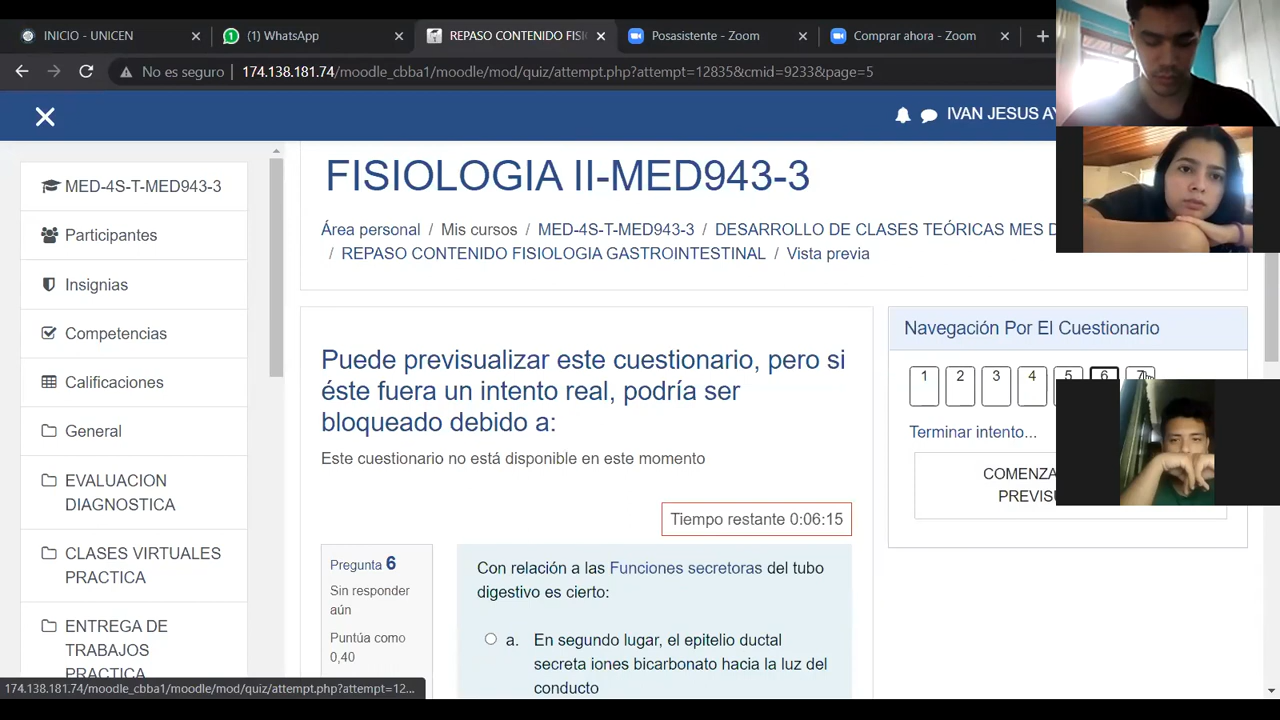 INICIO - UNICEN
1
(1) WhatsApp
REPASO CONTENIDO FISI
Posasistente - Zoom
Comprar ahora - Zoom
No es seguro
174.138.181.74/moodle_cbba1/moodle/mod/quiz/attempt.php?attempt=12835&cmid=9233&page=5
IVAN JESUS AY
MED-4S-T-MED943-3
Participantes
Insignias
Competencias
Calificaciones
General
EVALUACION
DIAGNOSTICA
CLASES VIRTUALES
PRACTICA
ENTREGA DE
TRABAJOS
PRACTICA
FISIOLOGIA II-MED943-3
Área personal / Mis cursos / MED-4S-T-MED943-3 / DESARROLLO DE CLASES TEÓRICAS MES D
/ REPASO CONTENIDO FISIOLOGIA GASTROINTESTINAL / Vista previa
Puede previsualizar este cuestionario, pero si
éste fuera un intento real, podría ser
bloqueado debido a:
Este cuestionario no está disponible en este momento
Tiempo restante 0:06:15
Pregunta 6
Sin responder
aún
Puntúa como
0,40
Con relación a las Funciones secretoras del tubo
digestivo es cierto:
a. En segundo lugar, el epitelio ductal
secreta iones bicarbonato hacia la luz del
conducto
Navegación Por El Cuestionario
1 2 3 4 5 6 7
Terminar intento...
COMENZA
PREVISU
174.138.181.74/moodle_cbba1/moodle/mod/quiz/attempt.php?attempt=12...